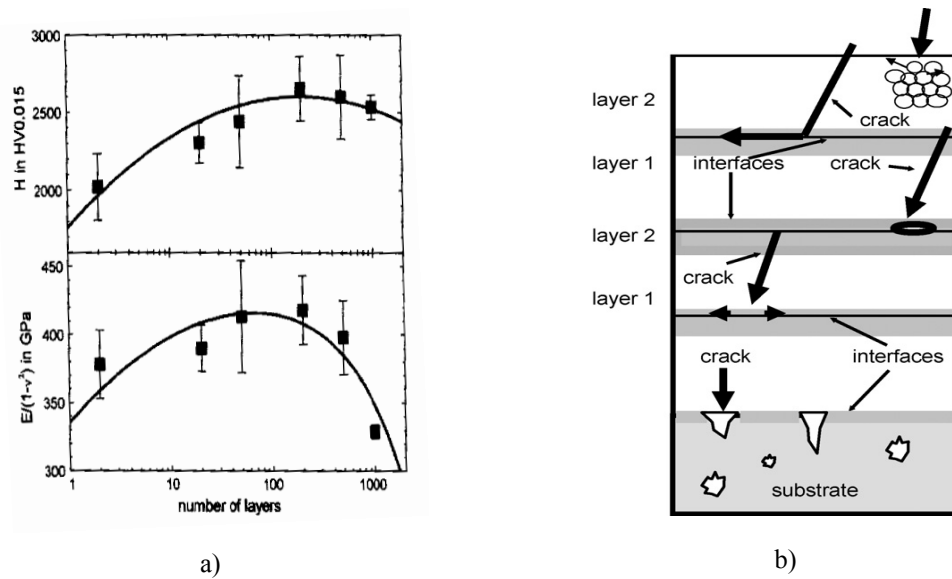 3000
2500
2000
H in HV0.015
450
400
350
300
E/(1-ν²) in GPa
1 10 100 1000
number of layers
a)
layer 2
crack
layer 1
interfaces
crack
layer 2
crack
layer 1
crack
interfaces
substrate
b)